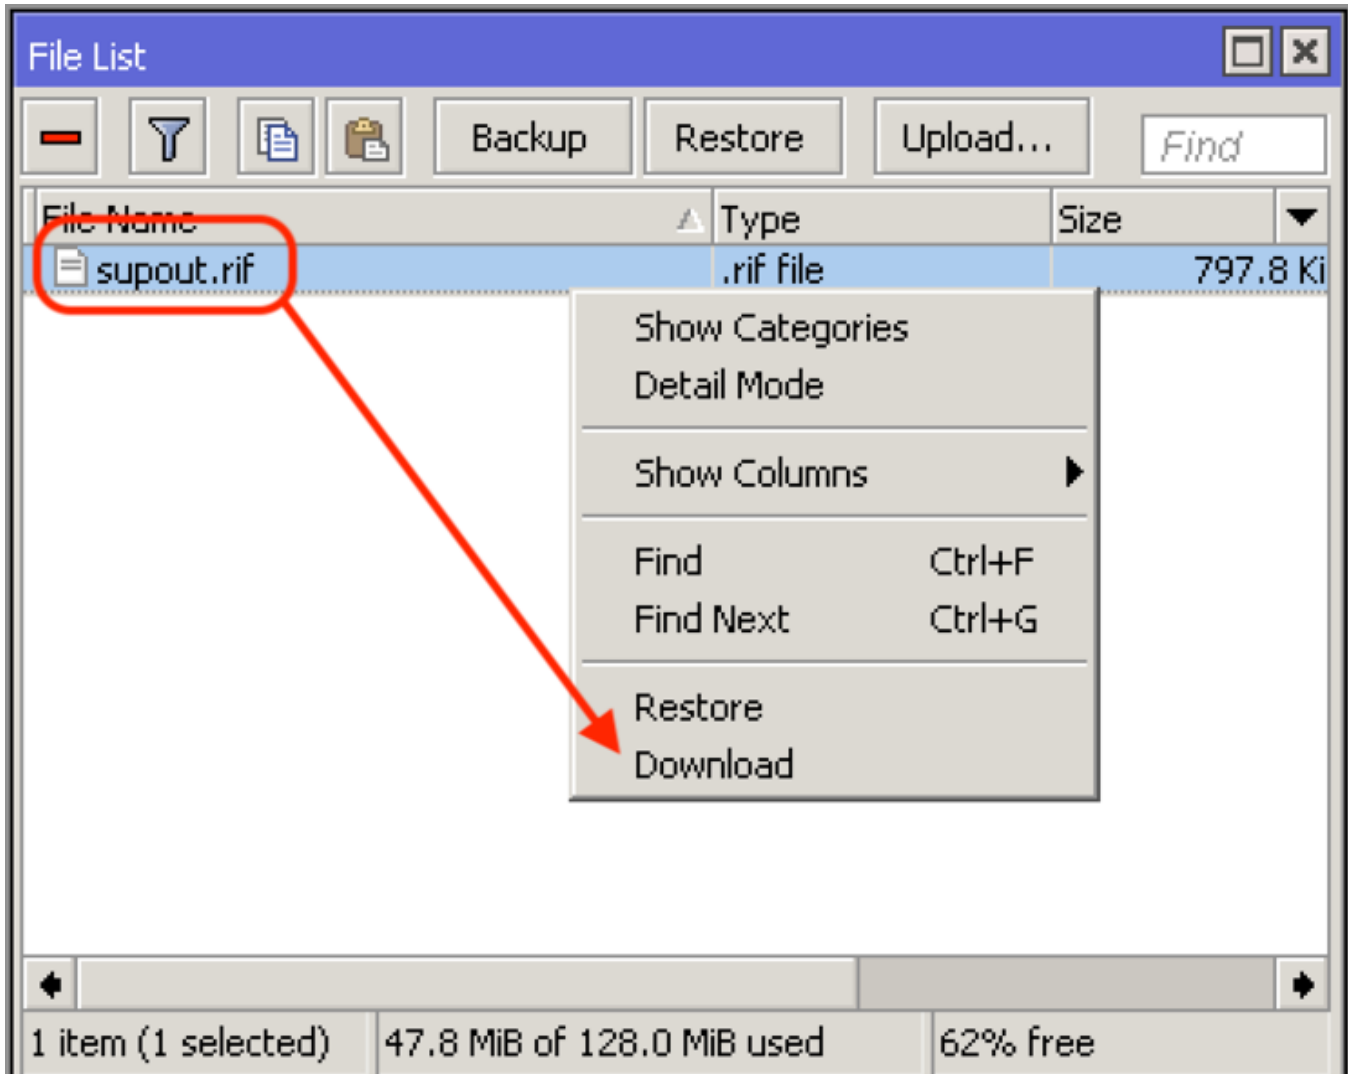 File List
Backup Restore Upload... Find
File Name Type Size
supout.rif .rif file 797.8 Ki
Show Categories
Detail Mode
Show Columns
Find Ctrl+F
Find Next Ctrl+G
Restore
Download
1 item (1 selected) 47.8 MiB of 128.0 MiB used 62% free